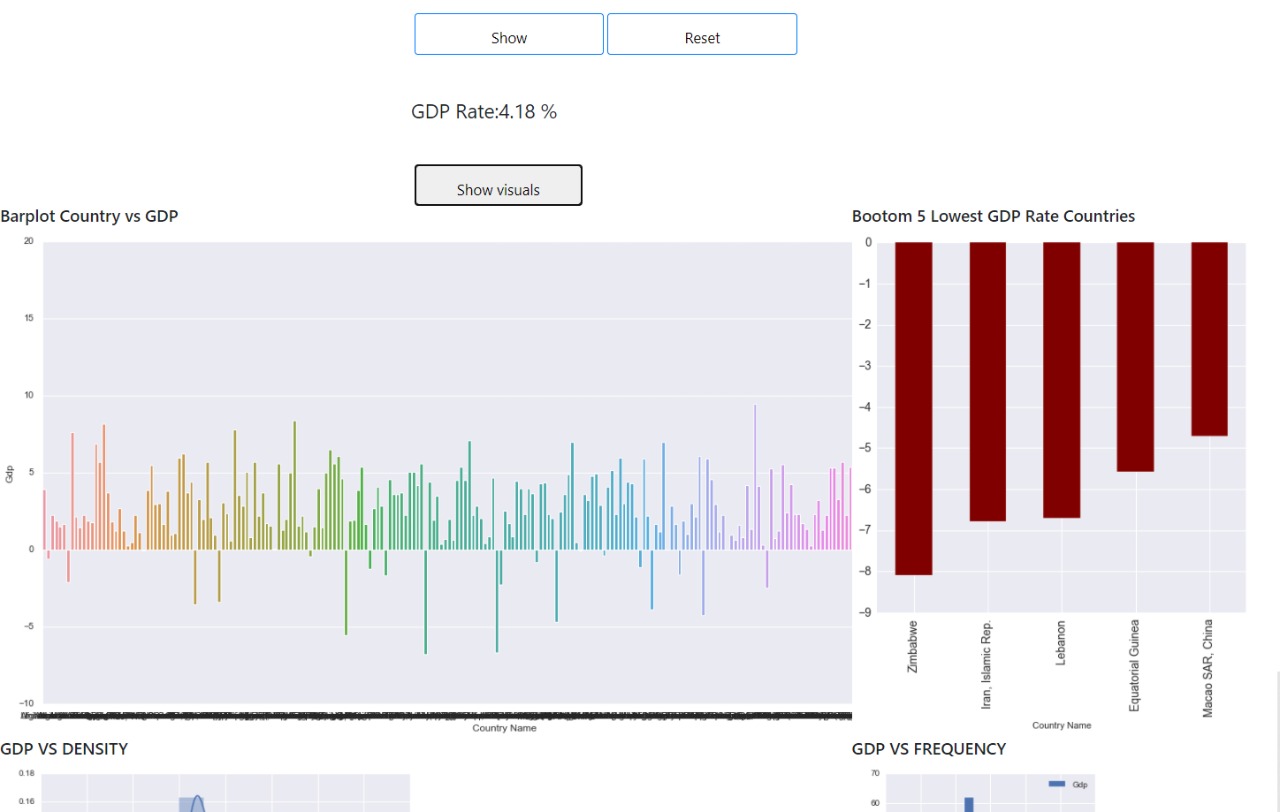 Show Reset
GDP Rate:4.18 %
Show visuals
Barplot Country vs GDP
20
15
10
5
0
−5
−10
Gdp
Country Name
Bootom 5 Lowest GDP Rate Countries
0
−1
−2
−3
−4
−5
−6
−7
−8
−9
Zimbabwe
Iran, Islamic Rep.
Lebanon
Equatorial Guinea
Macao SAR, China
Country Name
GDP VS DENSITY
0.18
0.16
GDP VS FREQUENCY
70
60
Gdp